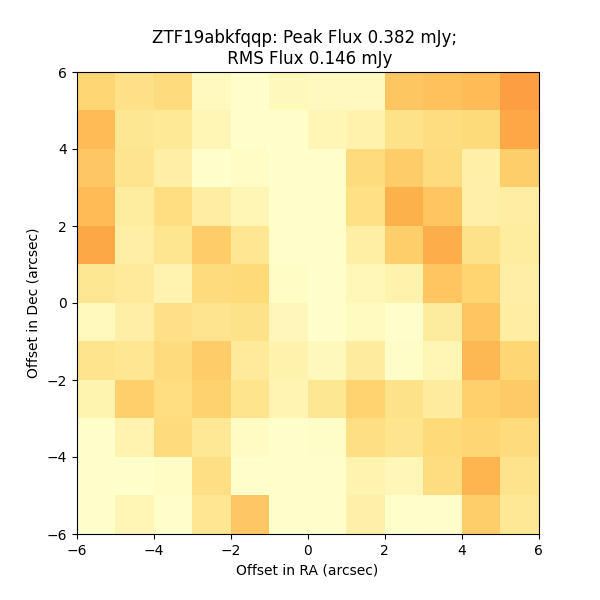 ZTF19abkfqqp: Peak Flux 0.382 mJy;
RMS Flux 0.146 mJy
6
4
2
0
−2
−4
−6
Offset in Dec (arcsec)
−6 −4 −2 0 2 4 6
Offset in RA (arcsec)